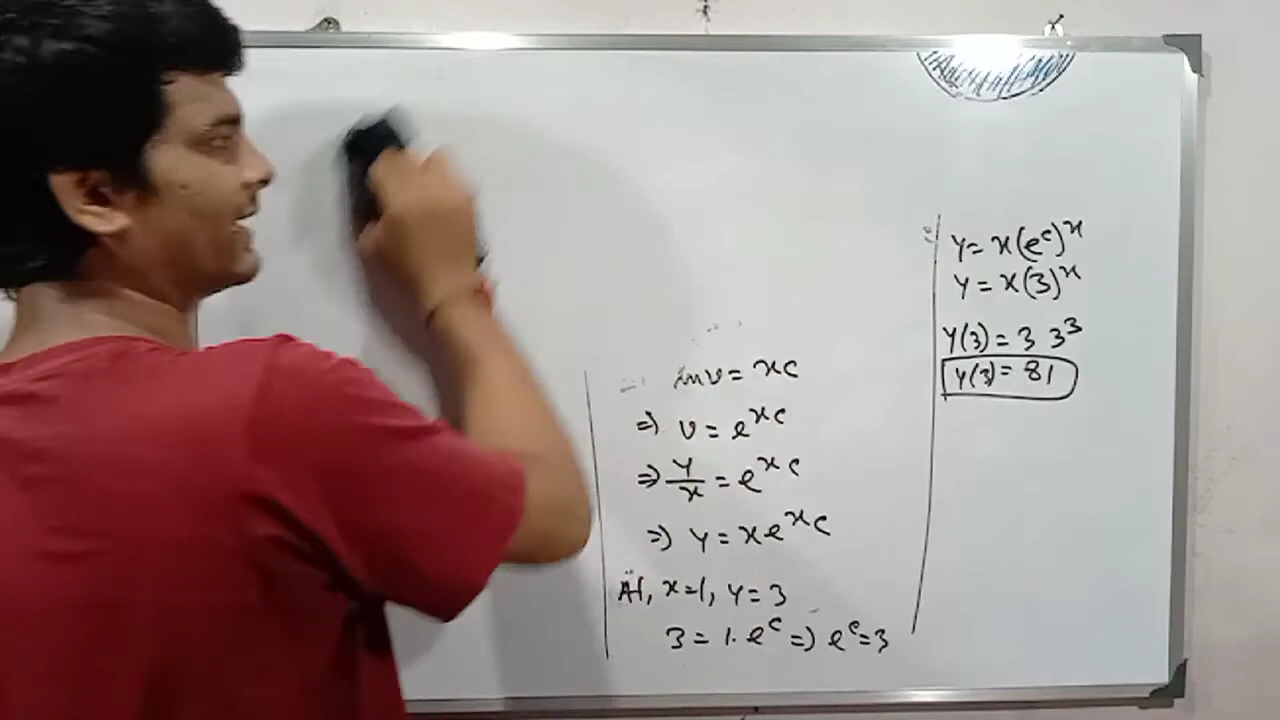 ln v = xc
⇒ v = e^xc
⇒ y/x = e^xc
⇒ y = xe^xc
At, x=1, y=3
3 = 1·e^c ⇒ e^c=3
y = x(e^c)^x
y = x(3)^x
y(3) = 3 3^3
y(3) = 81